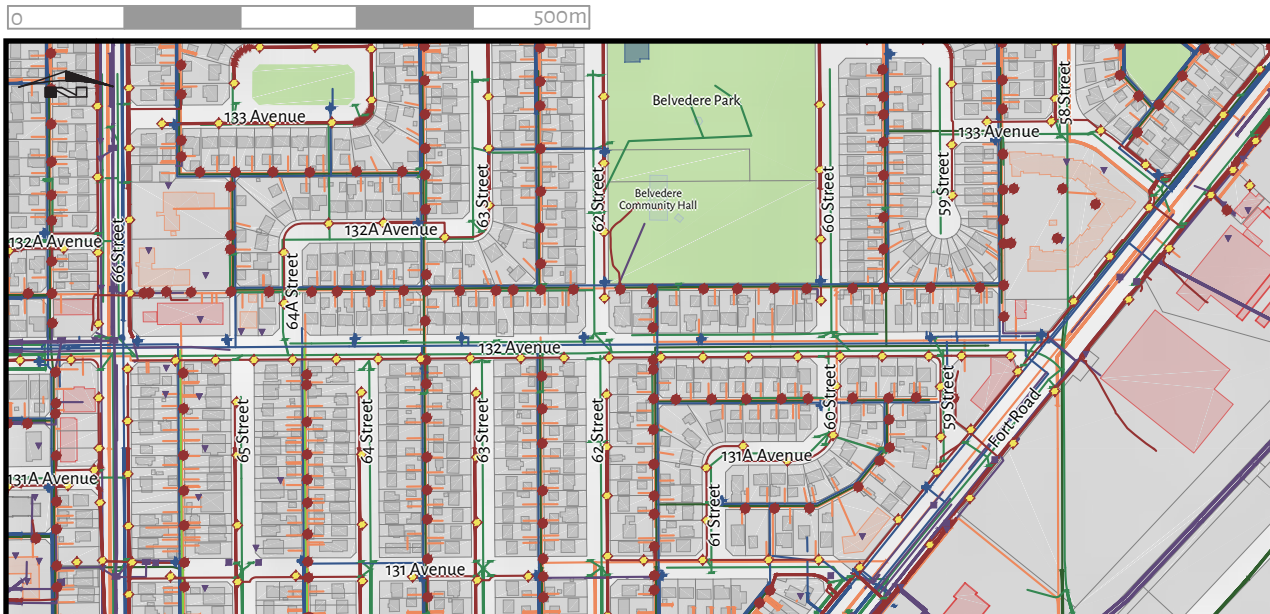 0 500m
Belvedere Park
133 Avenue
58 Street
133 Avenue
Belvedere
Community Hall
59 Street
63 Street
62 Street
60 Street
132A Avenue
132A Avenue
66 Street
64A Street
132 Avenue
65 Street
64 Street
63 Street
62 Street
60 Street
59 Street
Fort Road
131A Avenue
131A Avenue
61 Street
131 Avenue